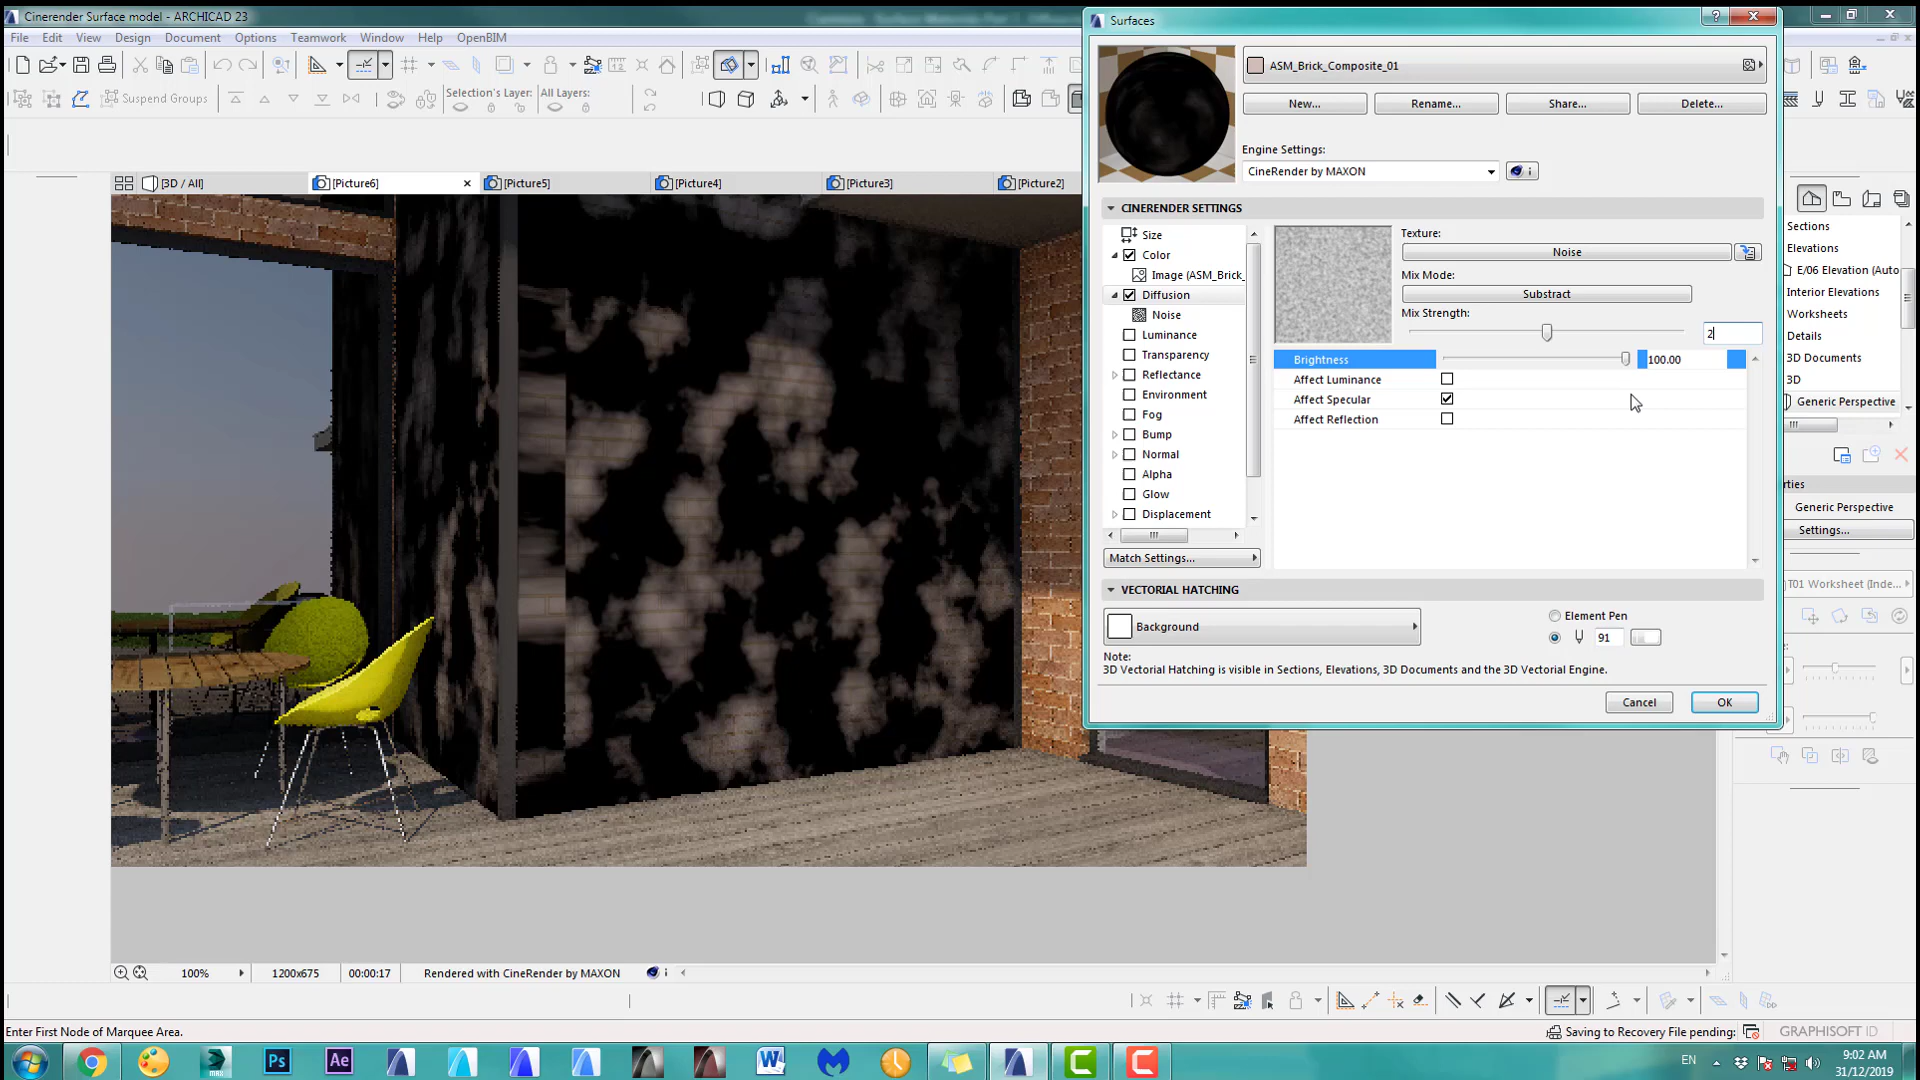 Cinerender Surface model - ARCHICAD 23
File Edit View Design Document Options Teamwork Window Help OpenBIM
Suspend Groups
Selection's Layer:
All Layers:
[3D / All]
[Picture6]
[Picture5]
[Picture4]
[Picture3]
[Picture2]
Surfaces
ASM_Brick_Composite_01
New...
Rename...
Share...
Delete...
Engine Settings:
CineRender by MAXON
i
CINERENDER SETTINGS
Size
Color
Image (ASM_Brick_
Diffusion
Noise
Luminance
Transparency
Reflectance
Environment
Fog
Bump
Normal
Alpha
Glow
Displacement
Match Settings...
Texture:
Noise
Mix Mode:
Substract
Mix Strength:
2
Brightness
100.00
Affect Luminance
Affect Specular
Affect Reflection
VECTORIAL HATCHING
Background
Element Pen
91
Note:
3D Vectorial Hatching is visible in Sections, Elevations, 3D Documents and the 3D Vectorial Engine.
Cancel
OK
Sections
Elevations
E/06 Elevation (Auto
Interior Elevations
Worksheets
Details
3D Documents
3D
Generic Perspective
rties
Generic Perspective
Settings...
T01 Worksheet (Inde...
100%
1200x675
00:00:17
Rendered with CineRender by MAXON
i
Enter First Node of Marquee Area.
Saving to Recovery File pending:
GRAPHISOFT ID
MAX
Ps
Ae
W
EN
9:02 AM
31/12/2019